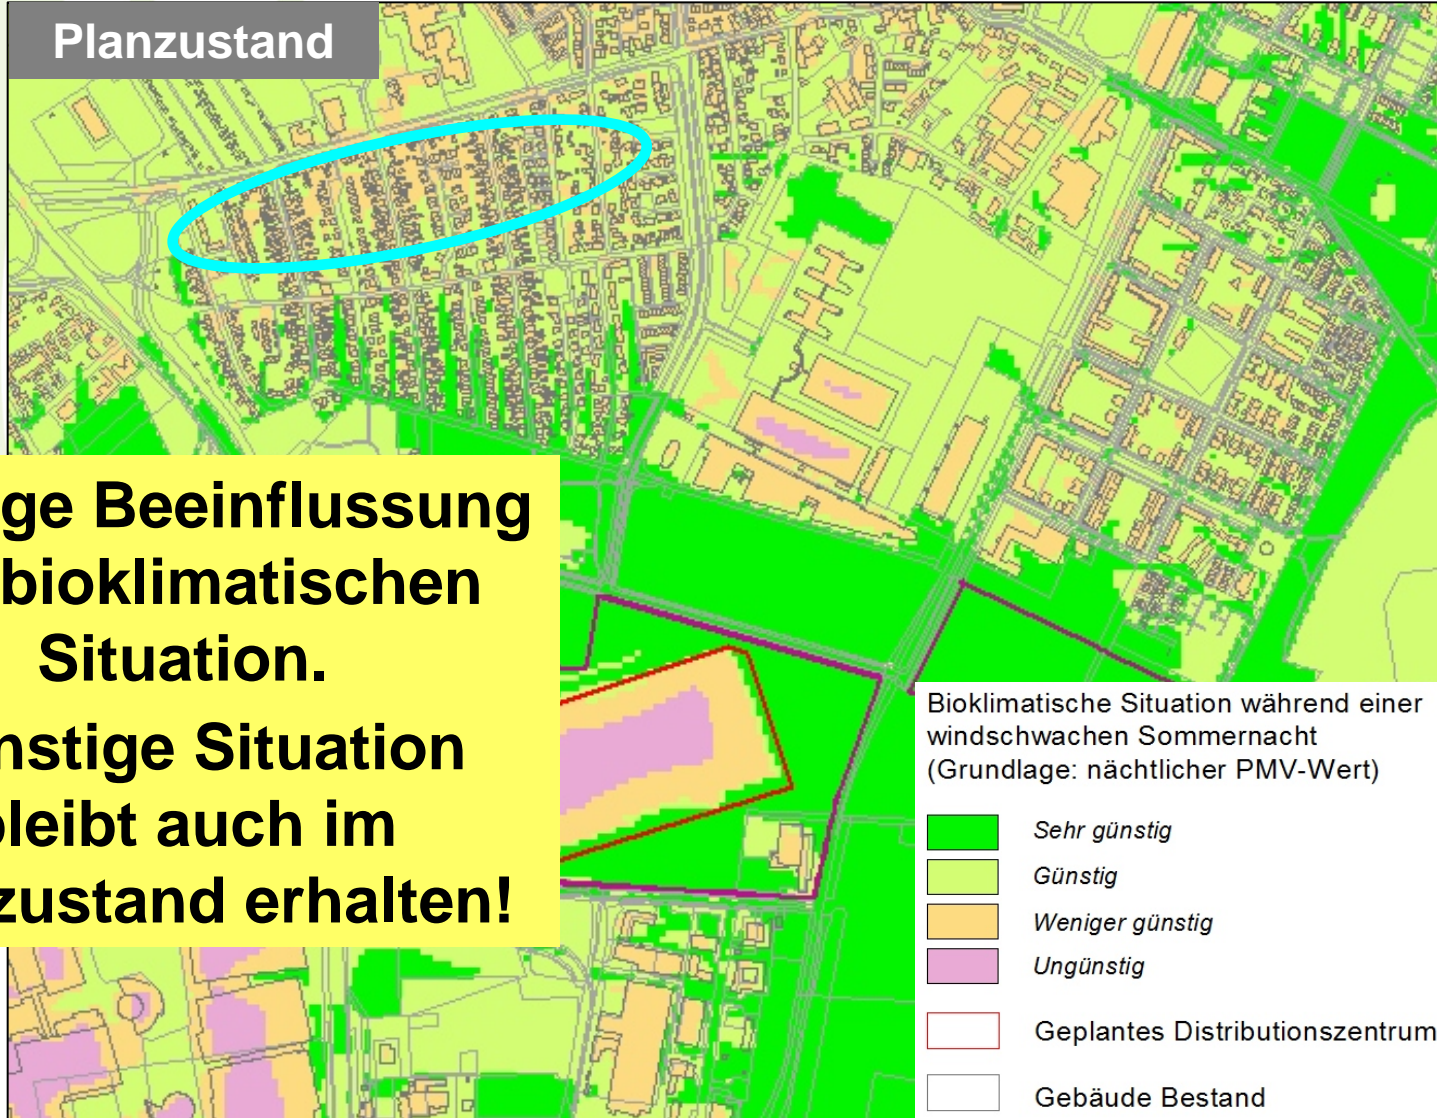 Planzustand
ge Beeinflussung
bioklimatischen
Situation.
nstige Situation
bleibt auch im
zustand erhalten!
Bioklimatische Situation während einer
windschwachen Sommernacht
(Grundlage: nächtlicher PMV-Wert)
Sehr günstig
Günstig
Weniger günstig
Ungünstig
Geplantes Distributionszentrum
Gebäude Bestand